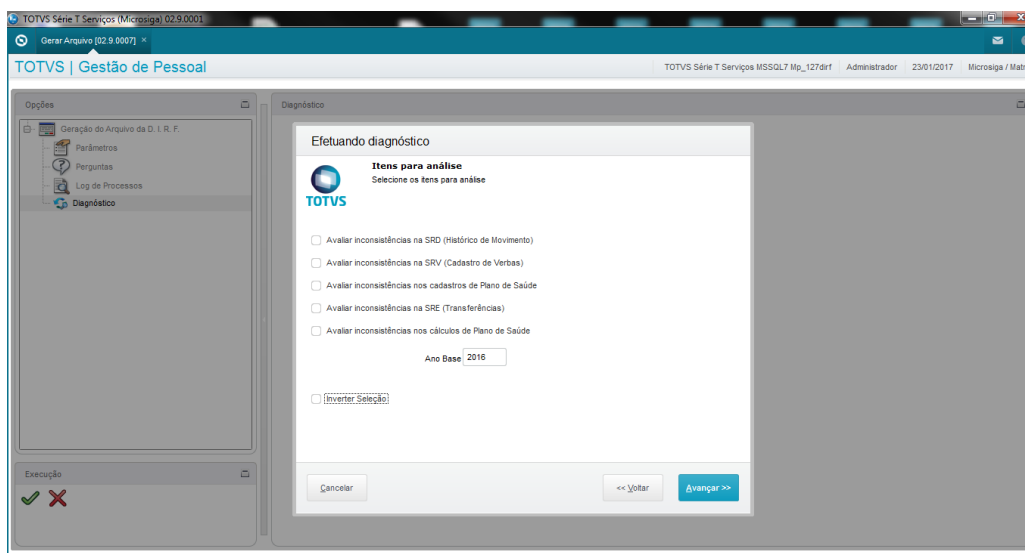 TOTVS Série T Serviços (Microsiga) 02.9.0001
Gerar Arquivo [02.9.0007] ×
TOTVS | Gestão de Pessoal
TOTVS Série T Serviços MSSQL7 Mp_127dirf Administrador 23/01/2017 Microsiga / Matr
Opções
Diagnóstico
Geração do Arquivo da D. I. R. F.
Parâmetros
Perguntas
Log de Processos
Diagnóstico
Efetuando diagnóstico
Itens para análise
Selecione os itens para análise
TOTVS
Avaliar inconsistências na SRD (Histórico de Movimento)
Avaliar inconsistências na SRV (Cadastro de Verbas)
Avaliar inconsistências nos cadastros de Plano de Saúde
Avaliar inconsistências na SRE (Transferências)
Avaliar inconsistências nos cálculos de Plano de Saúde
Ano Base 2016
Inverter Seleção
Execução
Cancelar
<< Voltar
Avançar >>